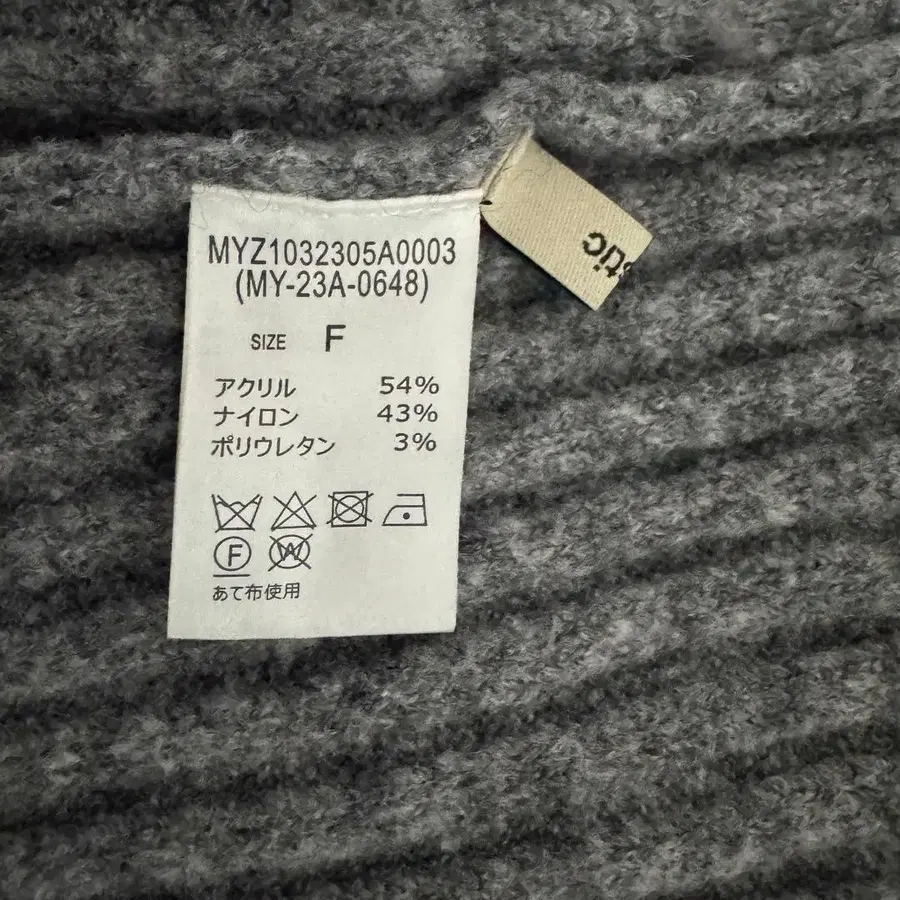 MYZ1032305A0003
(MY-23A-0648)
SIZE F
アクリル 54%
ナイロン 43%
ポリウレタン 3%
F
W
あて布使用
stic